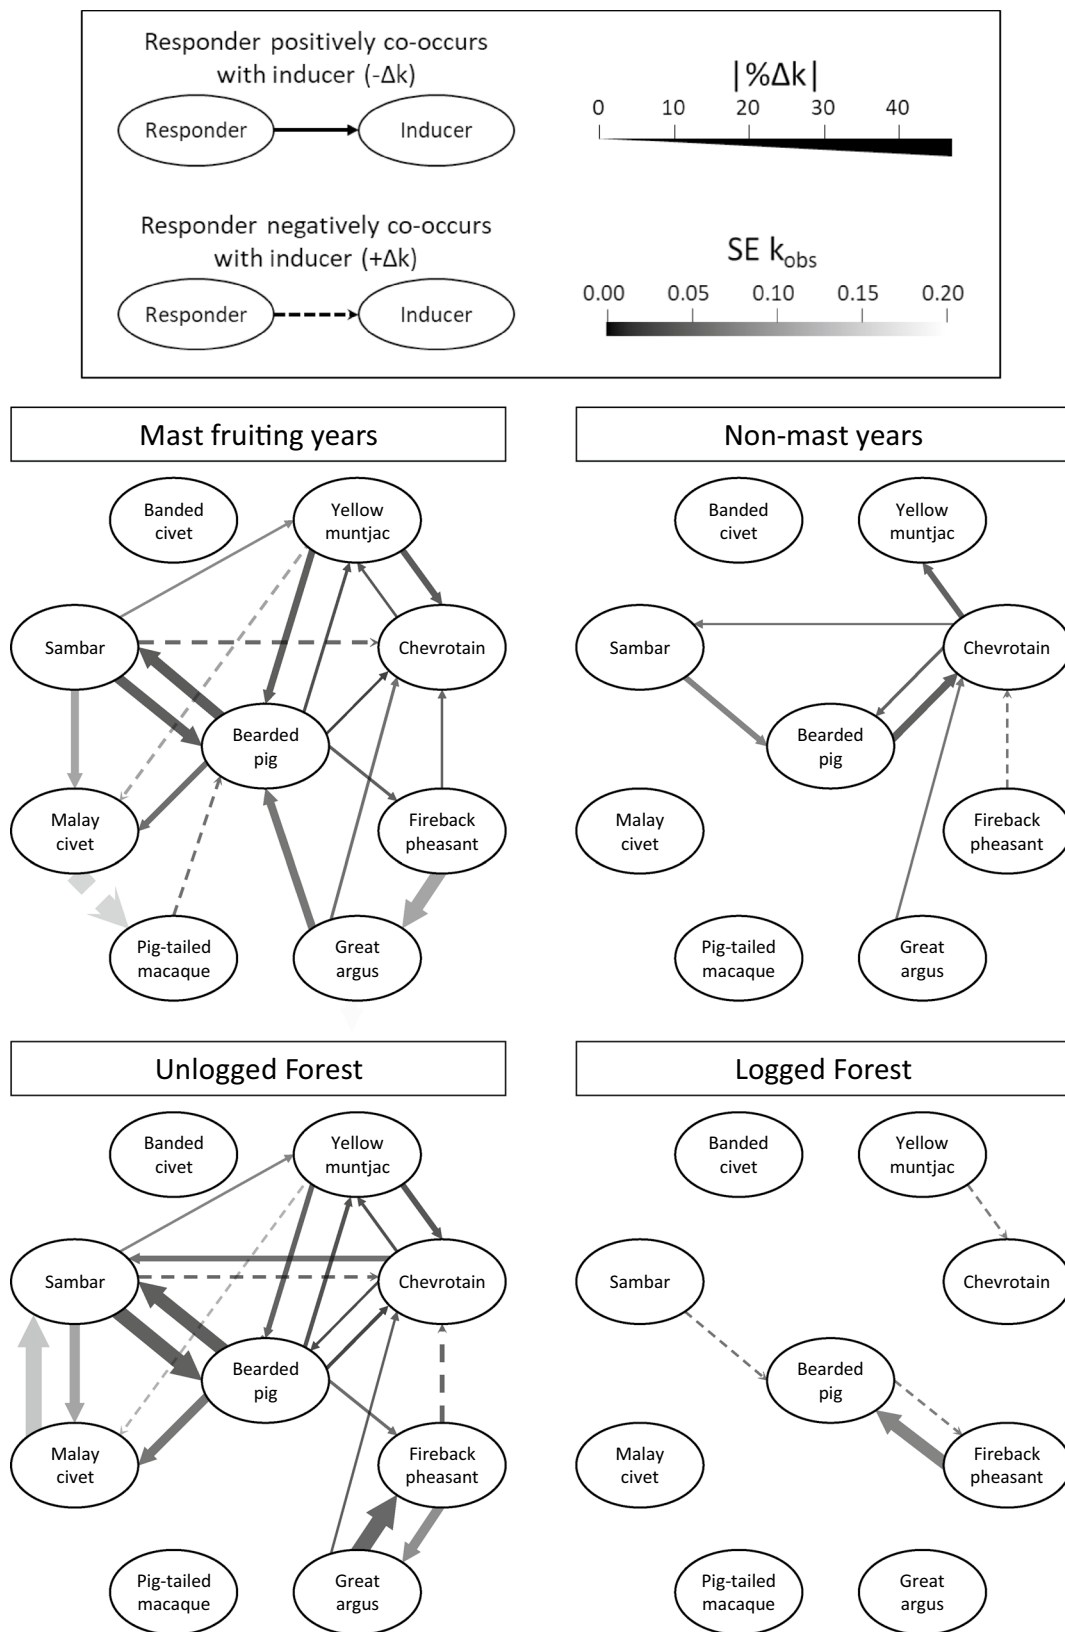 Responder positively co-occurs
with inducer (-Δk)
Responder
Inducer
|%Δk|
0 10 20 30 40
Responder negatively co-occurs
with inducer (+Δk)
Responder
Inducer
SE kobs
0.00 0.05 0.10 0.15 0.20
Mast fruiting years
Banded
civet
Yellow
muntjac
Sambar
Chevrotain
Bearded
pig
Malay
civet
Fireback
pheasant
Pig-tailed
macaque
Great
argus
Non-mast years
Banded
civet
Yellow
muntjac
Sambar
Chevrotain
Bearded
pig
Malay
civet
Fireback
pheasant
Pig-tailed
macaque
Great
argus
Unlogged Forest
Banded
civet
Yellow
muntjac
Sambar
Chevrotain
Bearded
pig
Malay
civet
Fireback
pheasant
Pig-tailed
macaque
Great
argus
Logged Forest
Banded
civet
Yellow
muntjac
Sambar
Chevrotain
Bearded
pig
Malay
civet
Fireback
pheasant
Pig-tailed
macaque
Great
argus